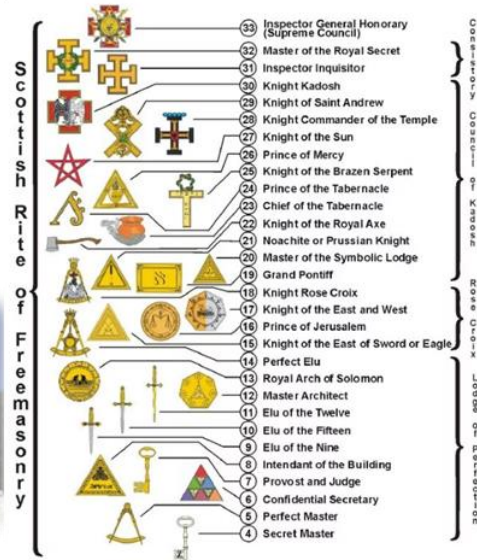 Scottish Rite of Freemasonry
33 Inspector General Honorary
(Supreme Council)
32 Master of the Royal Secret
31 Inspector Inquisitor
30 Knight Kadosh
29 Knight of Saint Andrew
28 Knight Commander of the Temple
27 Knight of the Sun
26 Prince of Mercy
25 Knight of the Brazen Serpent
24 Prince of the Tabernacle
23 Chief of the Tabernacle
22 Knight of the Royal Axe
21 Noachite or Prussian Knight
20 Master of the Symbolic Lodge
19 Grand Pontiff
18 Knight Rose Croix
17 Knight of the East and West
16 Prince of Jerusalem
15 Knight of the East of Sword or Eagle
14 Perfect Elu
13 Royal Arch of Solomon
12 Master Architect
11 Elu of the Twelve
10 Elu of the Fifteen
9 Elu of the Nine
8 Intendant of the Building
7 Provost and Judge
6 Confidential Secretary
5 Perfect Master
4 Secret Master
Consistory
Council of Kadosh
Rose Croix
Lodge of Perfection